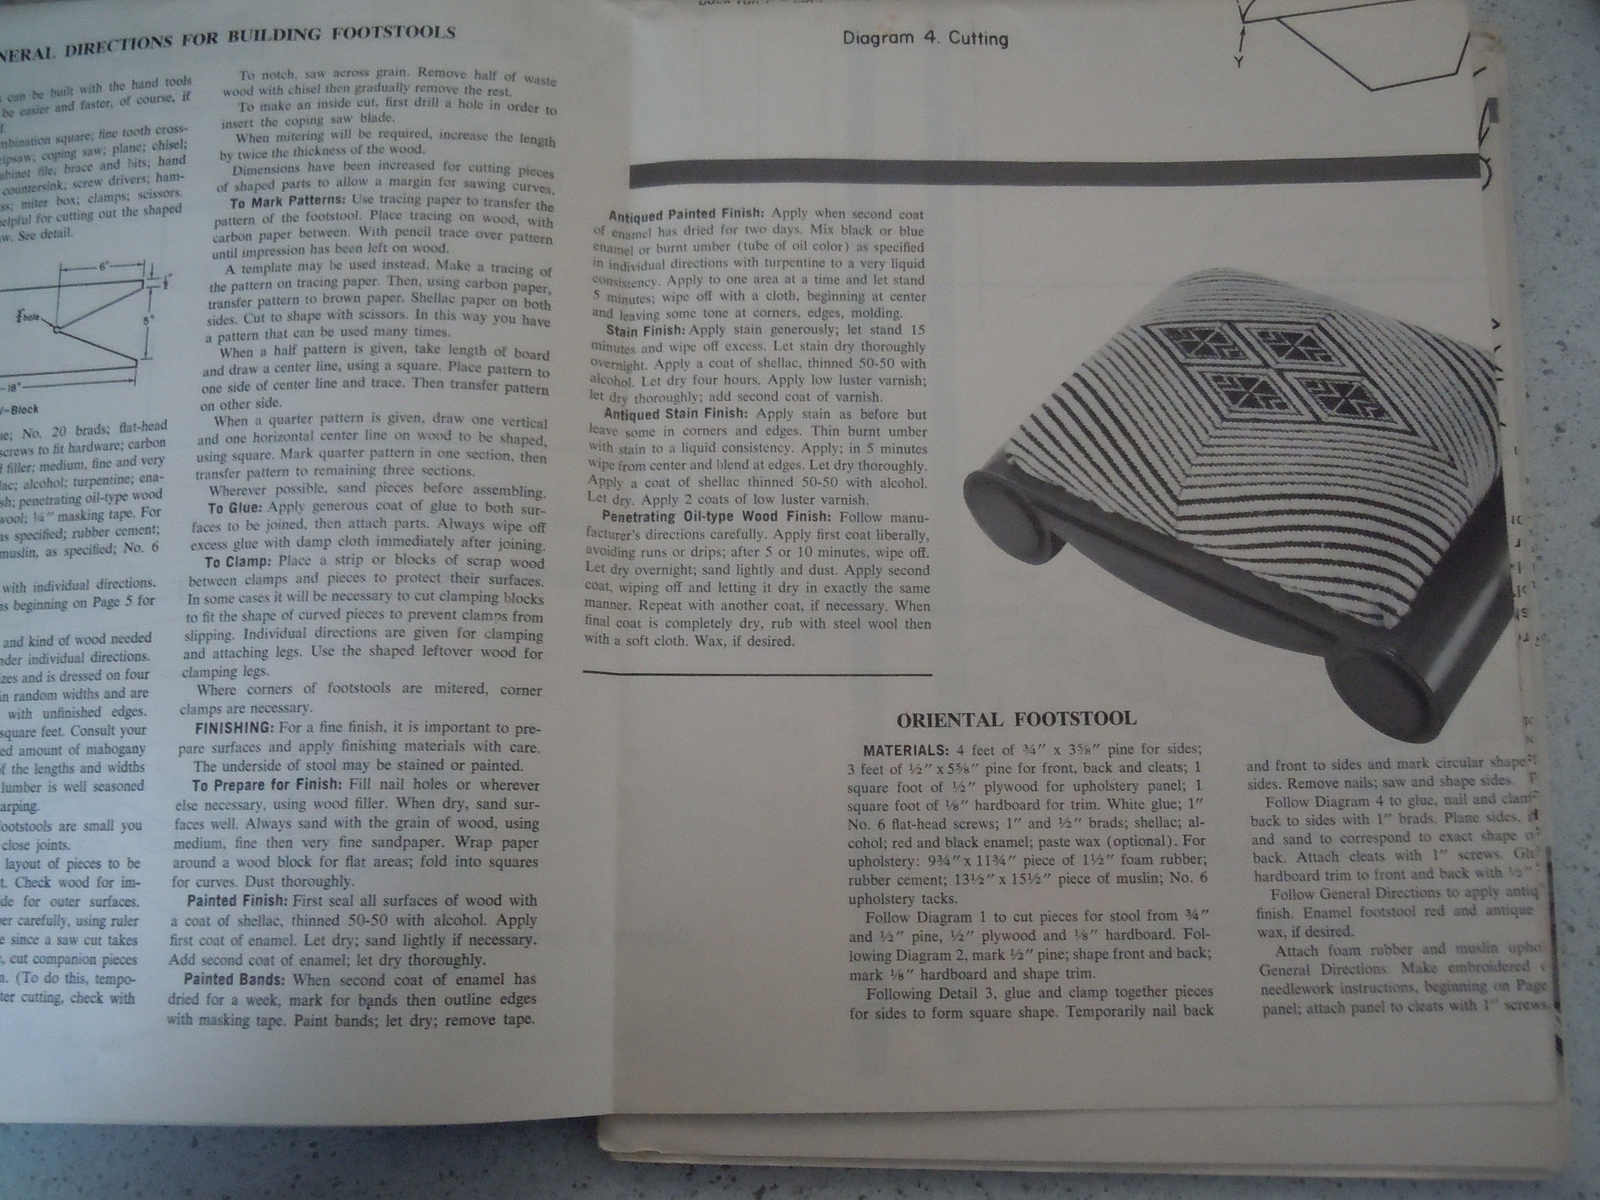 NERAL DIRECTIONS FOR BUILDING FOOTSTOOLS
can be built with the hand tools
be easier and faster, of course, if
mbination square; fine tooth cross-
ripsaw; coping saw; plane; chisel;
abinet file; brace and bits; hand
countersink; screw drivers; ham-
ss; miter box; clamps; scissors.
elpful for cutting out the shaped
w. See detail.
6"
hole
8"
18"
V-Block
ue; No. 20 brads; flat-head
screws to fit hardware; carbon
filler; medium, fine and very
lac; alcohol; turpentine; ena-
sh; penetrating oil-type wood
wool; ¼" masking tape. For
as specified; rubber cement;
muslin, as specified; No. 6
with individual directions.
ns beginning on Page 5 for
and kind of wood needed
nder individual directions.
zes and is dressed on four
in random widths and are
with unfinished edges.
square feet. Consult your
ed amount of mahogany
f the lengths and widths
lumber is well seasoned
arping.
ootstools are small you
close joints.
layout of pieces to be
t. Check wood for im-
de for outer surfaces.
er carefully, using ruler
e since a saw cut takes
, cut companion pieces
n. (To do this, tempo-
ter cutting, check with
To notch, saw across grain. Remove half of waste
wood with chisel then gradually remove the rest.
To make an inside cut, first drill a hole in order to
insert the coping saw blade.
When mitering will be required, increase the length
by twice the thickness of the wood.
Dimensions have been increased for cutting pieces
of shaped parts to allow a margin for sawing curves.
To Mark Patterns: Use tracing paper to transfer the
pattern of the footstool. Place tracing on wood, with
carbon paper between. With pencil trace over pattern
until impression has been left on wood.
A template may be used instead. Make a tracing of
the pattern on tracing paper. Then, using carbon paper,
transfer pattern to brown paper. Shellac paper on both
sides. Cut to shape with scissors. In this way you have
a pattern that can be used many times.
When a half pattern is given, take length of board
and draw a center line, using a square. Place pattern to
one side of center line and trace. Then transfer pattern
on other side.
When a quarter pattern is given, draw one vertical
and one horizontal center line on wood to be shaped,
using square. Mark quarter pattern in one section, then
transfer pattern to remaining three sections.
Wherever possible, sand pieces before assembling.
To Glue: Apply generous coat of glue to both sur-
faces to be joined, then attach parts. Always wipe off
excess glue with damp cloth immediately after joining.
To Clamp: Place a strip or blocks of scrap wood
between clamps and pieces to protect their surfaces.
In some cases it will be necessary to cut clamping blocks
to fit the shape of curved pieces to prevent clamps from
slipping. Individual directions are given for clamping
and attaching legs. Use the shaped leftover wood for
clamping legs.
Where corners of footstools are mitered, corner
clamps are necessary.
FINISHING: For a fine finish, it is important to pre-
pare surfaces and apply finishing materials with care.
The underside of stool may be stained or painted.
To Prepare for Finish: Fill nail holes or wherever
else necessary, using wood filler. When dry, sand sur-
faces well. Always sand with the grain of wood, using
medium, fine then very fine sandpaper. Wrap paper
around a wood block for flat areas; fold into squares
for curves. Dust thoroughly.
Painted Finish: First seal all surfaces of wood with
a coat of shellac, thinned 50-50 with alcohol. Apply
first coat of enamel. Let dry; sand lightly if necessary.
Add second coat of enamel; let dry thoroughly.
Painted Bands: When second coat of enamel has
dried for a week, mark for bands then outline edges
with masking tape. Paint bands; let dry; remove tape.
Diagram 4. Cutting
Y
Antiqued Painted Finish: Apply when second coat
of enamel has dried for two days. Mix black or blue
enamel or burnt umber (tube of oil color) as specified
in individual directions with turpentine to a very liquid
consistency. Apply to one area at a time and let stand
5 minutes; wipe off with a cloth, beginning at center
and leaving some tone at corners, edges, molding.
Stain Finish: Apply stain generously; let stand 15
minutes and wipe off excess. Let stain dry thoroughly
overnight. Apply a coat of shellac, thinned 50-50 with
alcohol. Let dry four hours. Apply low luster varnish;
let dry thoroughly; add second coat of varnish.
Antiqued Stain Finish: Apply stain as before but
leave some in corners and edges. Thin burnt umber
with stain to a liquid consistency. Apply; in 5 minutes
wipe from center and blend at edges. Let dry thoroughly.
Apply a coat of shellac thinned 50-50 with alcohol.
Let dry. Apply 2 coats of low luster varnish.
Penetrating Oil-type Wood Finish: Follow manu-
facturer's directions carefully. Apply first coat liberally,
avoiding runs or drips; after 5 or 10 minutes, wipe off.
Let dry overnight; sand lightly and dust. Apply second
coat, wiping off and letting it dry in exactly the same
manner. Repeat with another coat, if necessary. When
final coat is completely dry, rub with steel wool then
with a soft cloth. Wax, if desired.
ORIENTAL FOOTSTOOL
MATERIALS: 4 feet of ¾" x 3⅝" pine for sides;
3 feet of ½" x 5⅝" pine for front, back and cleats; 1
square foot of ½" plywood for upholstery panel; 1
square foot of ⅛" hardboard for trim. White glue; 1"
No. 6 flat-head screws; 1" and ½" brads; shellac; al-
cohol; red and black enamel; paste wax (optional). For
upholstery: 9¾" x 11¾" piece of 1½" foam rubber;
rubber cement; 13½" x 15½" piece of muslin; No. 6
upholstery tacks.
Follow Diagram 1 to cut pieces for stool from ¾"
and ½" pine, ½" plywood and ⅛" hardboard. Fol-
lowing Diagram 2, mark ½" pine; shape front and back;
mark ⅛" hardboard and shape trim.
Following Detail 3, glue and clamp together pieces
for sides to form square shape. Temporarily nail back
and front to sides and mark circular shape
sides. Remove nails; saw and shape sides.
Follow Diagram 4 to glue, nail and clam
back to sides with 1" brads. Plane sides,
and sand to correspond to exact shape o
back. Attach cleats with 1" screws. Gl
hardboard trim to front and back with ½"
Follow General Directions to apply antiq
finish. Enamel footstool red and antique
wax, if desired.
Attach foam rubber and muslin upho
General Directions. Make embroidered
needlework instructions, beginning on Page
panel; attach panel to cleats with 1" screws.